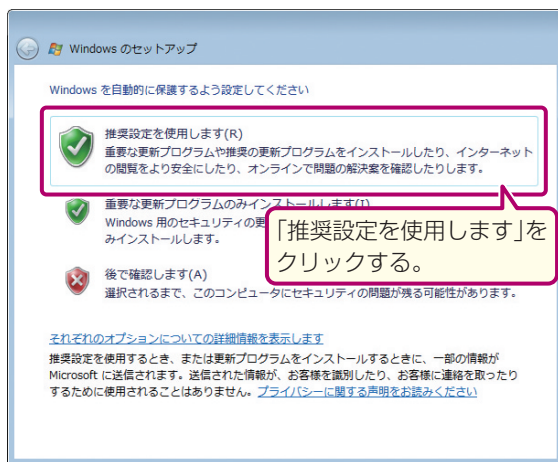 Windows のセットアップ
Windows を自動的に保護するよう設定してください
推奨設定を使用します(R)
重要な更新プログラムや推奨の更新プログラムをインストールしたり、インターネット
の閲覧をより安全にしたり、オンラインで問題の解決案を確認したりします。
重要な更新プログラムのみインストールします(I)
Windows 用のセキュリティの更
みインストールします。
「推奨設定を使用します」を
クリックする。
後で確認します(A)
選択されるまで、このコンピュータにセキュリティの問題が残る可能性があります。
それぞれのオプションについての詳細情報を表示します
推奨設定を使用するとき、または更新プログラムをインストールするときに、一部の情報が
Microsoft に送信されます。送信された情報が、お客様を識別したり、お客様に連絡を取ったり
するために使用されることはありません。プライバシーに関する声明をお読みください